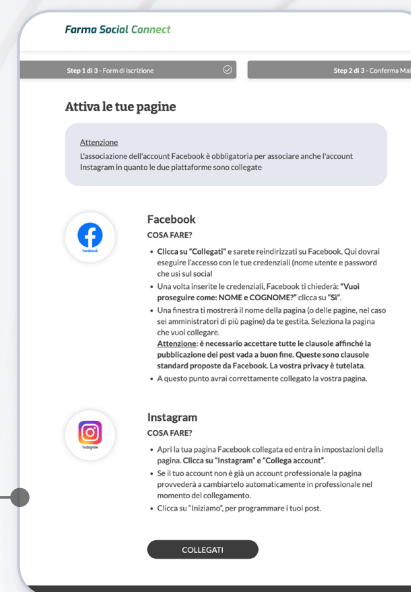 Farma Social Connect
Step 1 di 3 - Form di iscrizione
Step 2 di 3 - Conferma Mai
Attiva le tue pagine
Attenzione
L'associazione dell'account Facebook è obbligatoria per associare anche l'account
Instagram in quanto le due piattaforme sono collegate
facebook
Facebook
COSA FARE?
• Clicca su "Collegati" e sarete reindirizzati su Facebook. Qui dovrai
eseguire l'accesso con le tue credenziali (nome utente e password
che usi sul social
• Una volta inserite le credenziali, Facebook ti chiederà: "Vuoi
proseguire come: NOME e COGNOME?" clicca su "SI".
• Una finestra ti mostrerà il nome della pagina (o delle pagine, nel caso
sei amministratori di più pagine) da te gestita. Seleziona la pagina
che vuoi collegare.
Attenzione: è necessario accettare tutte le clausole affinché la
pubblicazione dei post vada a buon fine. Queste sono clausole
standard proposte da Facebook. La vostra privacy è tutelata.
• A questo punto avrai correttamente collegato la vostra pagina.
Instagram
Instagram
COSA FARE?
• Apri la tua pagina Facebook collegata ed entra in impostazioni della
pagina. Clicca su "Instagram" e "Collega account".
• Se il tuo account non è già un account professionale la pagina
provvederà a cambiartelo automaticamente in professionale nel
momento del collegamento.
• Clicca su "Iniziamo", per programmare i tuoi post.
COLLEGATI